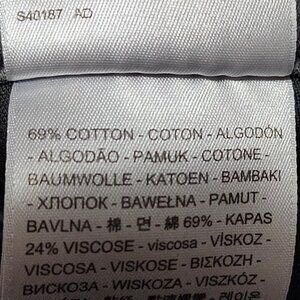 S40187 AD
69% COTTON - COTON - ALGODÓN
- ALGODÃO - PAMUK - COTONE -
BAUMWOLLE - KATOEN - BAMBAKI
- ХЛОПОК - BAWEŁNA - PAMUT -
BAVLNA - 棉 - 면 - 綿 69% - KAPAS
24% VISCOSE - viscosa - VİSKOZ -
VISCOSA - VISKOSE - ΒΙΣΚΟΖΗ -
ВИСКОЗА - WISKOZA - VISZKÓZ -